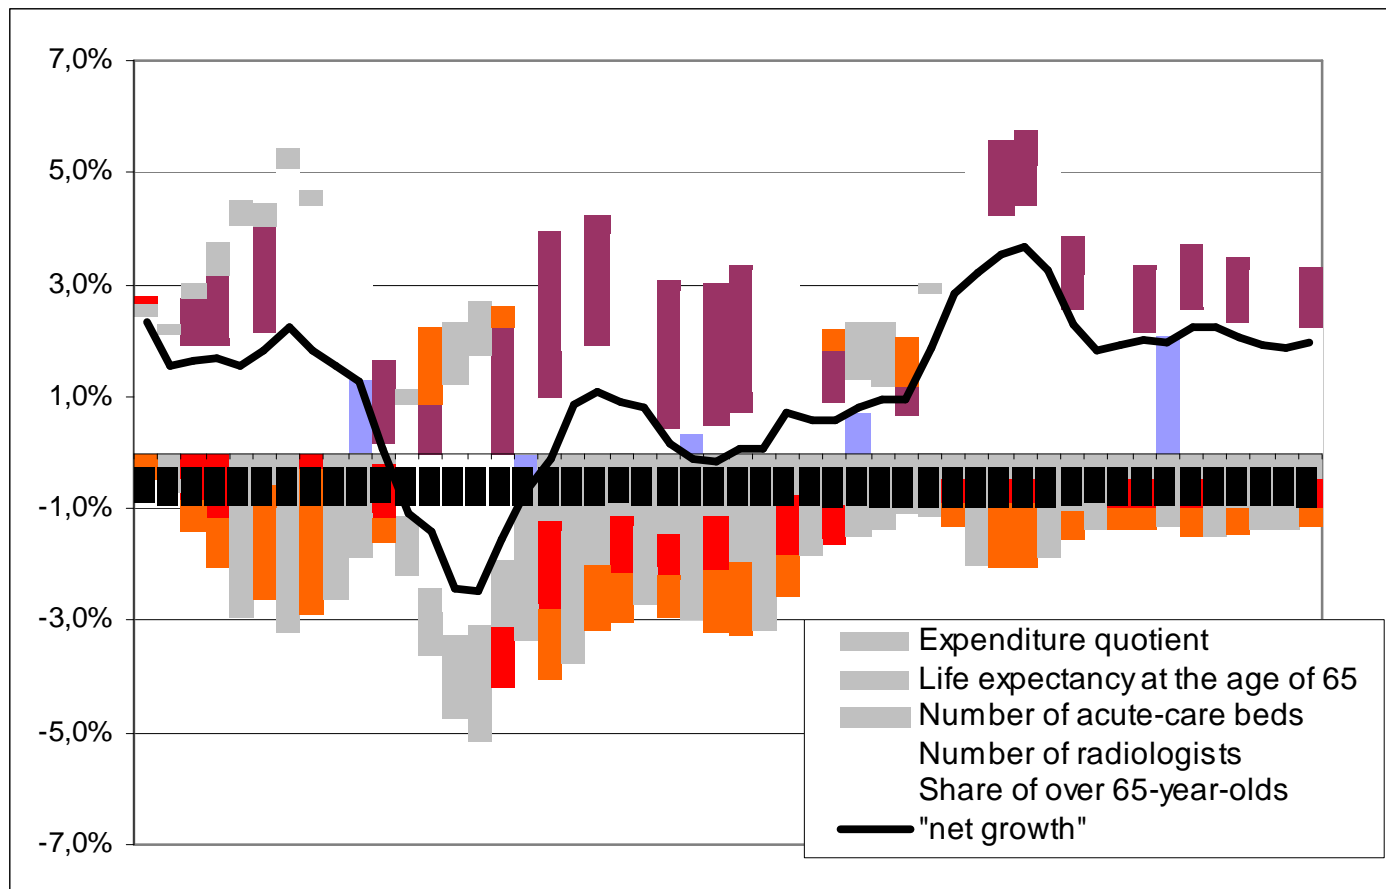 7,0%
5,0%
3,0%
1,0%
-1,0%
-3,0%
-5,0%
-7,0%
Expenditure quotient
Life expectancy at the age of 65
Number of acute-care beds
Number of radiologists
Share of over 65-year-olds
"net growth"